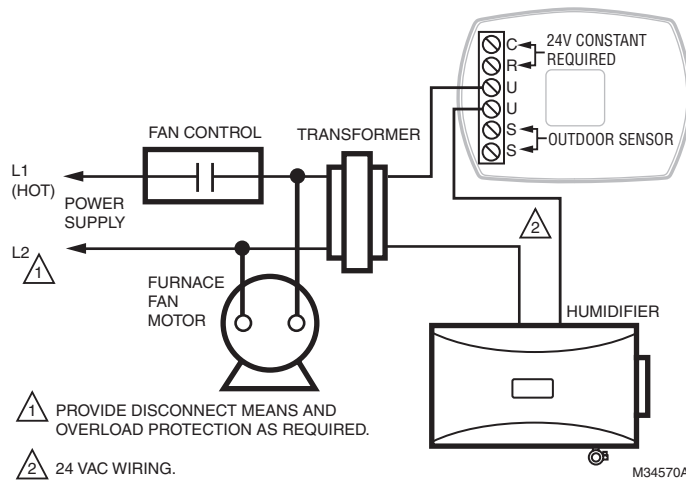 C
R
U
U
S
S
24V CONSTANT
REQUIRED
OUTDOOR SENSOR
FAN CONTROL
TRANSFORMER
L1
(HOT)
POWER
SUPPLY
L2
1
2
FURNACE
FAN
MOTOR
HUMIDIFIER
1 PROVIDE DISCONNECT MEANS AND
OVERLOAD PROTECTION AS REQUIRED.
2 24 VAC WIRING.
M34570A